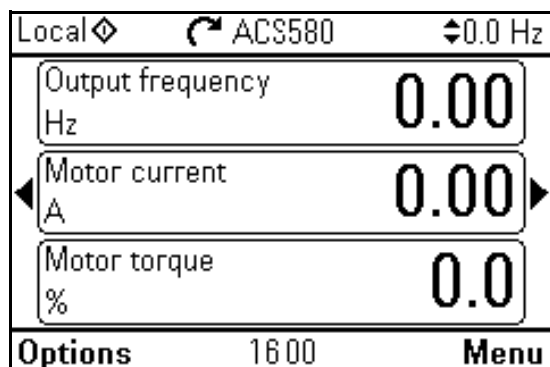 Local ACS580 0.0 Hz
Output frequency 0.00
Hz
Motor current 0.00
A
Motor torque 0.0
%
Options 16 00 Menu